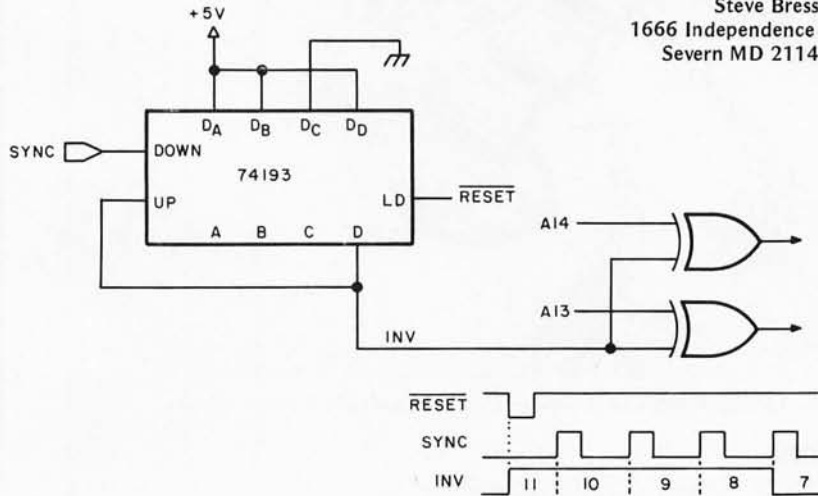 Steve Bress
1666 Independence
Severn MD 2114
+5V
DA DB DC DD
SYNC DOWN
74193
UP LD RESET
A B C D
A14
A13
INV
RESET
SYNC
INV 11 10 9 8 7